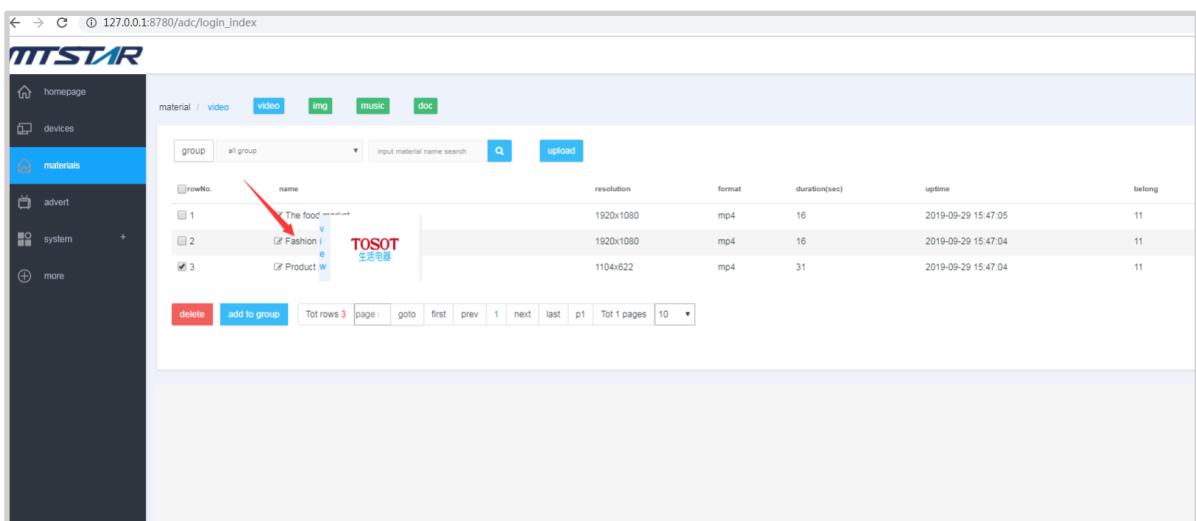 127.0.0.1:8780/adc/login_index
MTSTAR
homepage
devices
materials
advert
system +
more
material / video video img music doc
group all group input material name search upload
rowNo. name resolution format duration(sec) uptime belong
1 The food market 1920x1080 mp4 16 2019-09-29 15:47:05 11
2 Fashion 1920x1080 mp4 16 2019-09-29 15:47:04 11
3 Product 1104x622 mp4 31 2019-09-29 15:47:04 11
view
TOSOT
生活电器
delete add to group Tot rows 3 page goto first prev 1 next last p1 Tot 1 pages 10